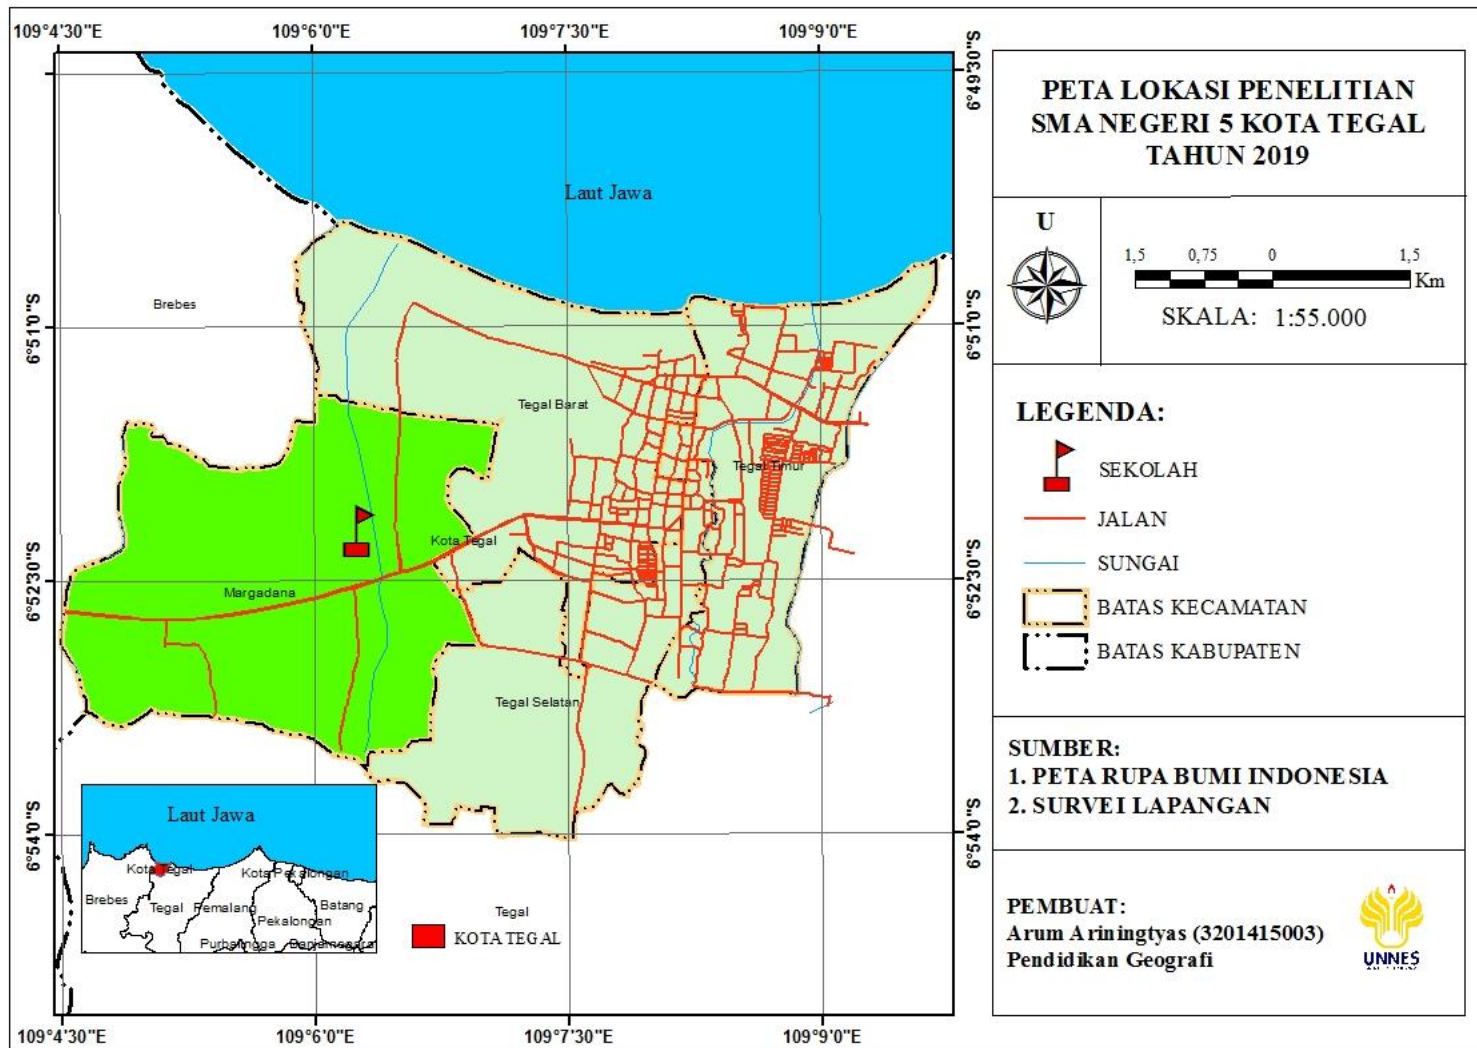 109°4'30"E 109°6'0"E 109°7'30"E 109°9'0"E
6°49'30"S
6°51'0"S
6°51'0"S
6°52'30"S
6°52'30"S
6°54'0"S
6°54'0"S
Laut Jawa
Brebes
Tegal Barat
Tegal Timur
Kota Tegal
Margadana
Tegal Selatan
Laut Jawa
Kota Tegal
Kota Pekalongan
Brebes
Tegal
Pemalang
Batang
Pekalongan
Purbalingga
Banjarnegara
Tegal
KOTA TEGAL
109°4'30"E 109°6'0"E 109°7'30"E 109°9'0"E
PETA LOKASI PENELITIAN
SMA NEGERI 5 KOTA TEGAL
TAHUN 2019
U
1,5 0,75 0 1,5
Km
SKALA: 1:55.000
LEGENDA:
SEKOLAH
JALAN
SUNGAI
BATAS KECAMATAN
BATAS KABUPATEN
SUMBER:
1. PETA RUPA BUMI INDONESIA
2. SURVEI LAPANGAN
PEMBUAT:
Arum Ariningtyas (3201415003)
Pendidikan Geografi
UNNES